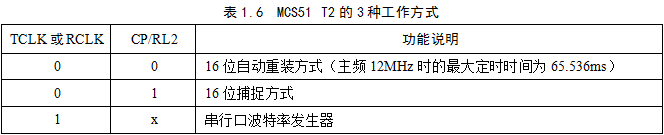 表 1.6 MCS51 T2 的 3 种工作方式
TCLK 或 RCLK CP/RL2 功能说明
0 0 16 位自动重装方式（主频 12MHz 时的最大定时时间为 65.536ms）
0 1 16 位捕捉方式
1 x 串行口波特率发生器